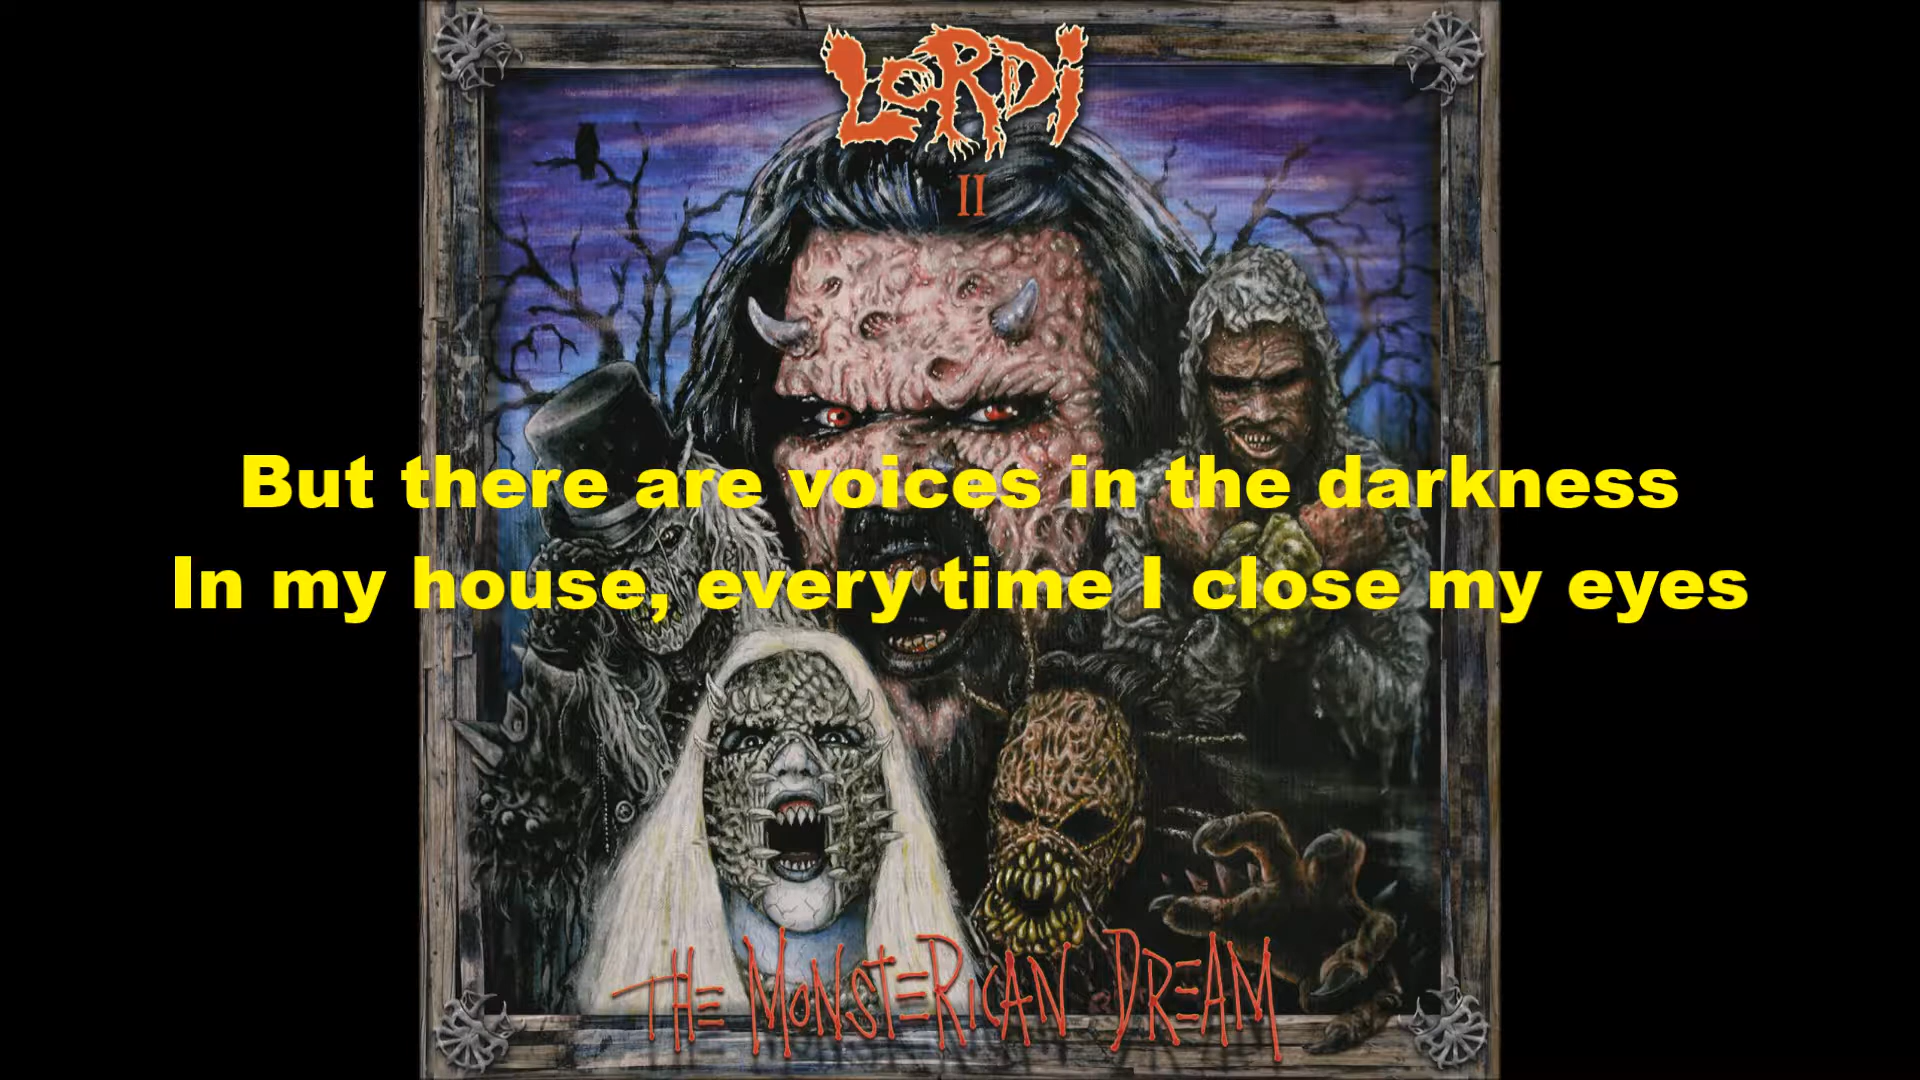 LORDI
II
But there are voices in the darkness
In my house, every time I close my eyes
THE MONSTERICAN DREAM